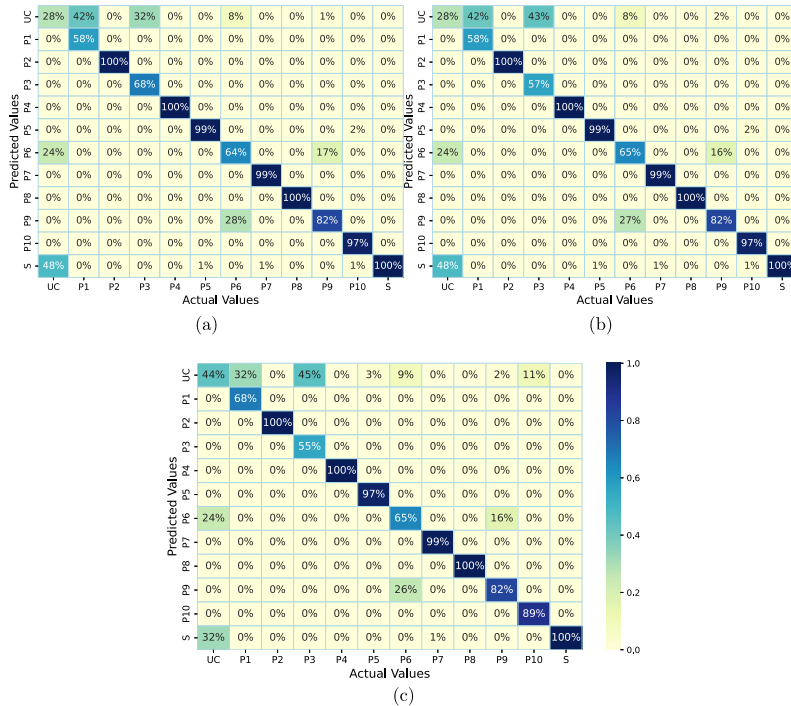 UC 28% 42% 0% 32% 0% 0% 8% 0% 0% 1% 0% 0%
P1 0% 58% 0% 0% 0% 0% 0% 0% 0% 0% 0% 0%
P2 0% 0% 100% 0% 0% 0% 0% 0% 0% 0% 0% 0%
P3 0% 0% 0% 68% 0% 0% 0% 0% 0% 0% 0% 0%
P4 0% 0% 0% 0% 100% 0% 0% 0% 0% 0% 0% 0%
P5 0% 0% 0% 0% 0% 99% 0% 0% 0% 0% 2% 0%
P6 24% 0% 0% 0% 0% 0% 64% 0% 0% 17% 0% 0%
P7 0% 0% 0% 0% 0% 0% 0% 99% 0% 0% 0% 0%
P8 0% 0% 0% 0% 0% 0% 0% 0% 100% 0% 0% 0%
P9 0% 0% 0% 0% 0% 0% 28% 0% 0% 82% 0% 0%
P10 0% 0% 0% 0% 0% 0% 0% 0% 0% 0% 97% 0%
S 48% 0% 0% 0% 0% 1% 0% 1% 0% 0% 1% 100%
UC P1 P2 P3 P4 P5 P6 P7 P8 P9 P10 S
Predicted Values
Actual Values
(a)
UC 28% 42% 0% 43% 0% 0% 8% 0% 0% 2% 0% 0%
P1 0% 58% 0% 0% 0% 0% 0% 0% 0% 0% 0% 0%
P2 0% 0% 100% 0% 0% 0% 0% 0% 0% 0% 0% 0%
P3 0% 0% 0% 57% 0% 0% 0% 0% 0% 0% 0% 0%
P4 0% 0% 0% 0% 100% 0% 0% 0% 0% 0% 0% 0%
P5 0% 0% 0% 0% 0% 99% 0% 0% 0% 0% 2% 0%
P6 24% 0% 0% 0% 0% 0% 65% 0% 0% 16% 0% 0%
P7 0% 0% 0% 0% 0% 0% 0% 99% 0% 0% 0% 0%
P8 0% 0% 0% 0% 0% 0% 0% 0% 100% 0% 0% 0%
P9 0% 0% 0% 0% 0% 0% 27% 0% 0% 82% 0% 0%
P10 0% 0% 0% 0% 0% 0% 0% 0% 0% 0% 97% 0%
S 48% 0% 0% 0% 0% 1% 0% 1% 0% 0% 1% 100%
UC P1 P2 P3 P4 P5 P6 P7 P8 P9 P10 S
Predicted Values
Actual Values
(b)
UC 44% 32% 0% 45% 0% 3% 9% 0% 0% 2% 11% 0%
P1 0% 68% 0% 0% 0% 0% 0% 0% 0% 0% 0% 0%
P2 0% 0% 100% 0% 0% 0% 0% 0% 0% 0% 0% 0%
P3 0% 0% 0% 55% 0% 0% 0% 0% 0% 0% 0% 0%
P4 0% 0% 0% 0% 100% 0% 0% 0% 0% 0% 0% 0%
P5 0% 0% 0% 0% 0% 97% 0% 0% 0% 0% 0% 0%
P6 24% 0% 0% 0% 0% 0% 65% 0% 0% 16% 0% 0%
P7 0% 0% 0% 0% 0% 0% 0% 99% 0% 0% 0% 0%
P8 0% 0% 0% 0% 0% 0% 0% 0% 100% 0% 0% 0%
P9 0% 0% 0% 0% 0% 0% 26% 0% 0% 82% 0% 0%
P10 0% 0% 0% 0% 0% 0% 0% 0% 0% 0% 89% 0%
S 32% 0% 0% 0% 0% 0% 0% 1% 0% 0% 0% 100%
UC P1 P2 P3 P4 P5 P6 P7 P8 P9 P10 S
Predicted Values
Actual Values
(c)
1.0
0.8
0.6
0.4
0.2
0,0